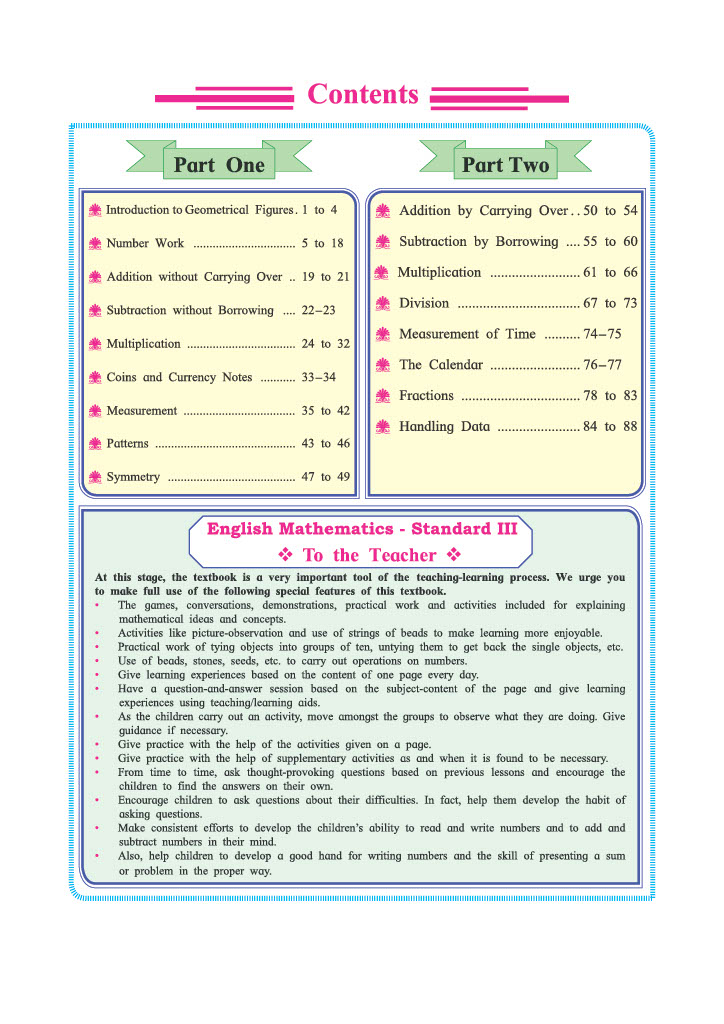 Contents
Part One
Introduction to Geometrical Figures . 1 to 4
Number Work .............................. 5 to 18
Addition without Carrying Over .. 19 to 21
Subtraction without Borrowing .... 22–23
Multiplication ................................ 24 to 32
Coins and Currency Notes .......... 33–34
Measurement ................................ 35 to 42
Patterns ........................................ 43 to 46
Symmetry ..................................... 47 to 49
Part Two
Addition by Carrying Over . . 50 to 54
Subtraction by Borrowing .... 55 to 60
Multiplication ....................... 61 to 66
Division ............................... 67 to 73
Measurement of Time ......... 74–75
The Calendar ....................... 76–77
Fractions .............................. 78 to 83
Handling Data ..................... 84 to 88
English Mathematics - Standard III
❖ To the Teacher ❖
At this stage, the textbook is a very important tool of the teaching-learning process. We urge you
to make full use of the following special features of this textbook.
• The games, conversations, demonstrations, practical work and activities included for explaining
mathematical ideas and concepts.
• Activities like picture-observation and use of strings of beads to make learning more enjoyable.
• Practical work of tying objects into groups of ten, untying them to get back the single objects, etc.
• Use of beads, stones, seeds, etc. to carry out operations on numbers.
• Give learning experiences based on the content of one page every day.
• Have a question-and-answer session based on the subject-content of the page and give learning
experiences using teaching/learning aids.
• As the children carry out an activity, move amongst the groups to observe what they are doing. Give
guidance if necessary.
• Give practice with the help of the activities given on a page.
• Give practice with the help of supplementary activities as and when it is found to be necessary.
• From time to time, ask thought-provoking questions based on previous lessons and encourage the
children to find the answers on their own.
• Encourage children to ask questions about their difficulties. In fact, help them develop the habit of
asking questions.
• Make consistent efforts to develop the children's ability to read and write numbers and to add and
subtract numbers in their mind.
• Also, help children to develop a good hand for writing numbers and the skill of presenting a sum
or problem in the proper way.